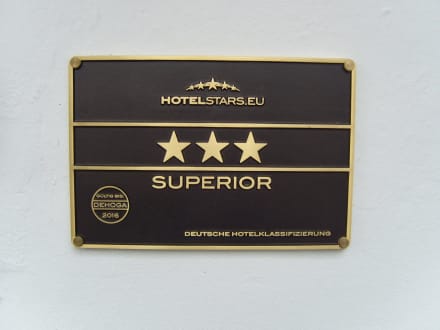 HOTELSTARS.EU
SUPERIOR
GÜLTIG BIS
DEHOGA
2016
DEUTSCHE HOTELKLASSIFIZIERUNG